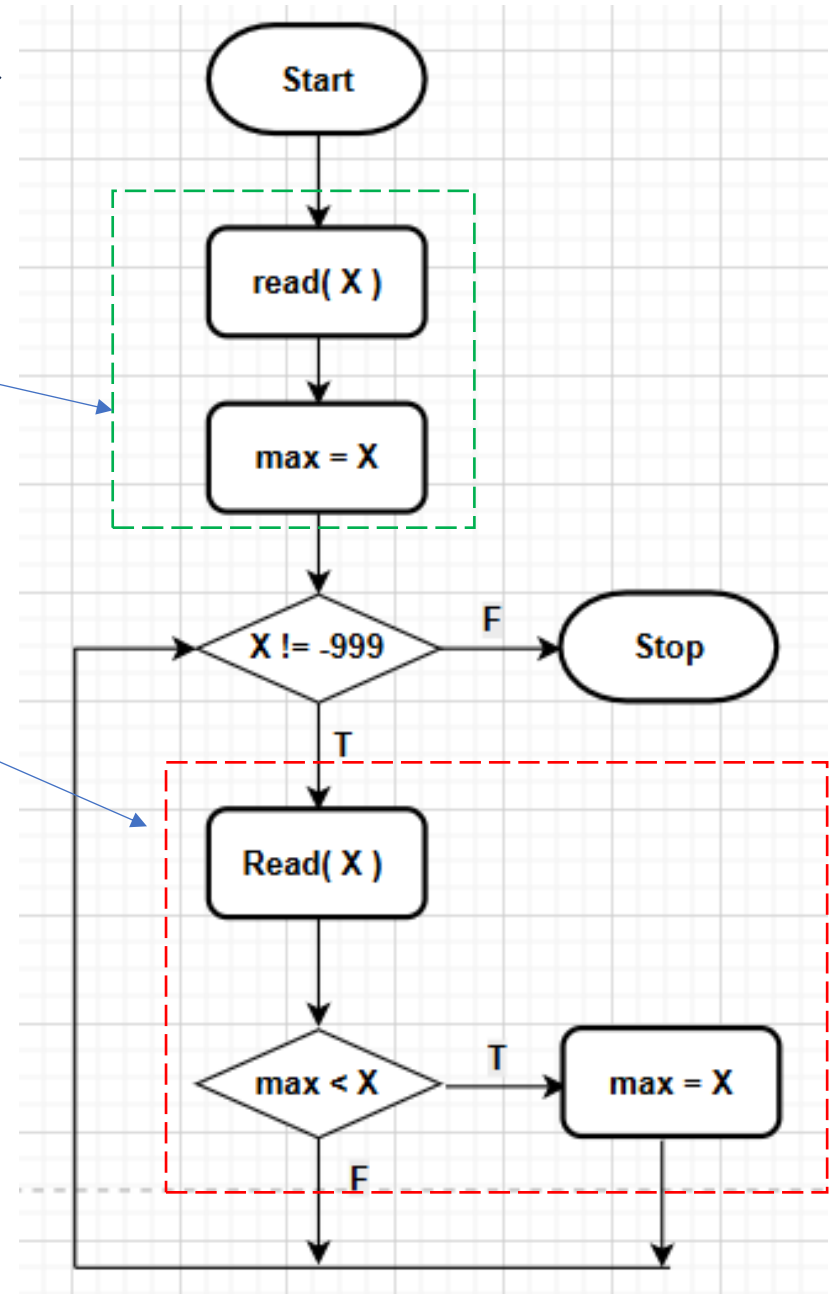 Start
read( X )
max = X
X != -999
F
Stop
T
Read( X )
max < X
T
max = X
F